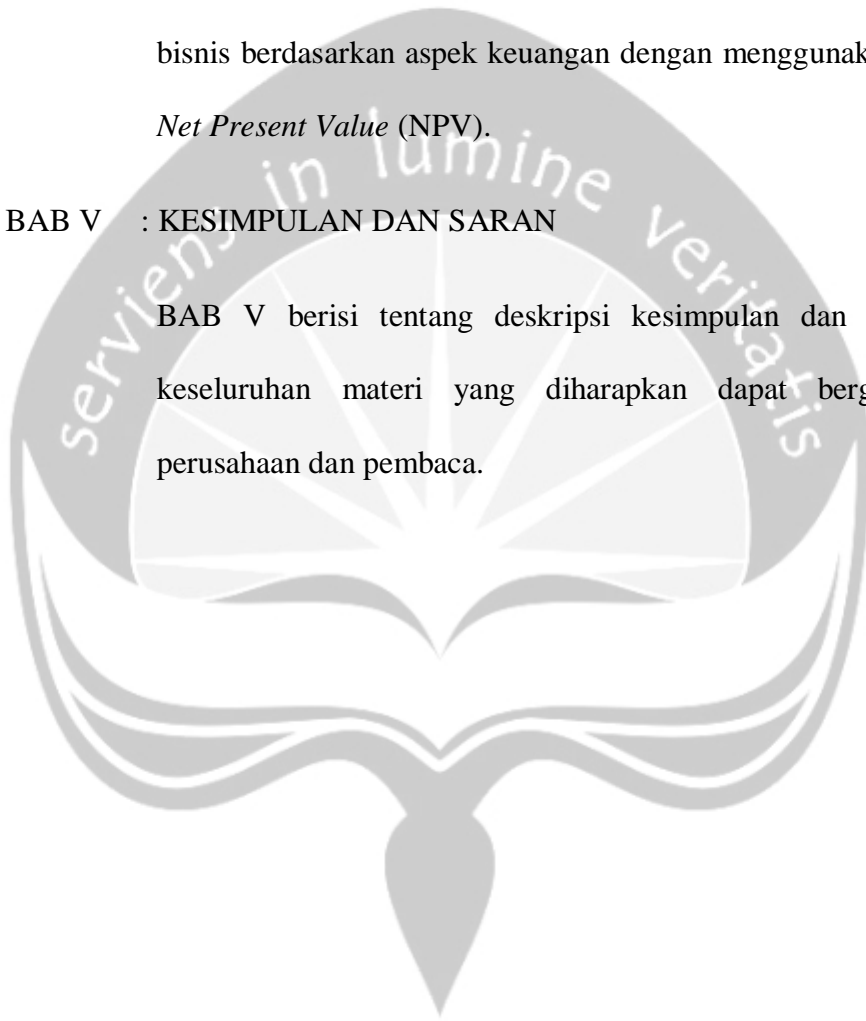 bisnis berdasarkan aspek keuangan dengan menggunak
Net Present Value (NPV).
BAB V : KESIMPULAN DAN SARAN
BAB V berisi tentang deskripsi kesimpulan dan
keseluruhan materi yang diharapkan dapat berg
perusahaan dan pembaca.
serviens in lumine veritatis